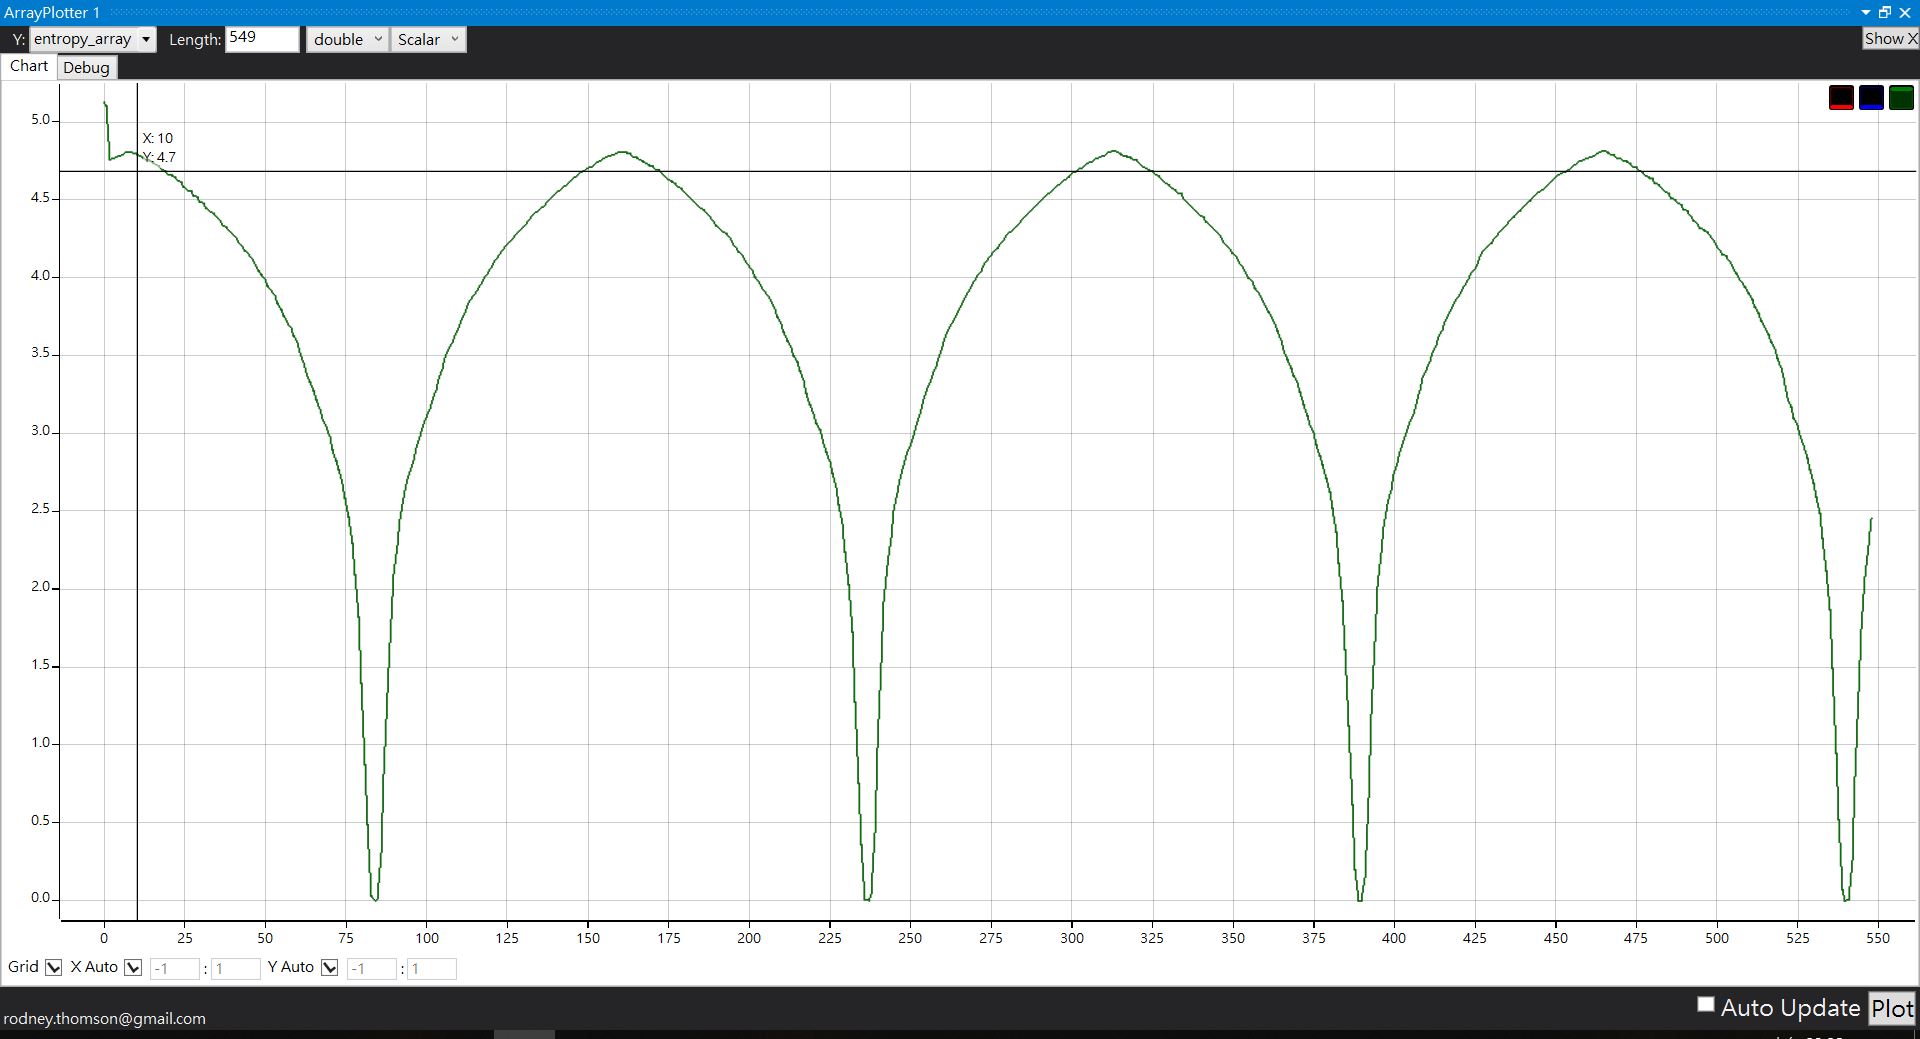 ArrayPlotter 1
Y: entropy_array Length: 549 double Scalar Show X
Chart Debug
5.0
X: 10
Y: 4.7
4.5
4.0
3.5
3.0
2.5
2.0
1.5
1.0
0.5
0.0
0 25 50 75 100 125 150 175 200 225 250 275 300 325 350 375 400 425 450 475 500 525 550
Grid X Auto -1 : 1 Y Auto -1 : 1
Auto Update Plot
rodney.thomson@gmail.com